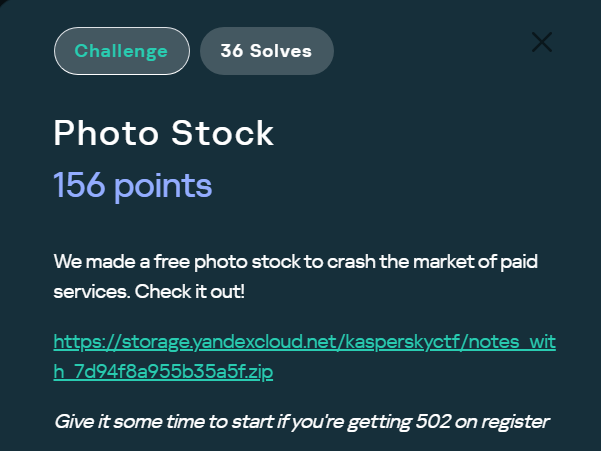 Challenge
36 Solves
Photo Stock
156 points
We made a free photo stock to crash the market of paid
services. Check it out!
https://storage.yandexcloud.net/kasperskyctf/notes_wit
h_7d94f8a955b35a5f.zip
Give it some time to start if you're getting 502 on register